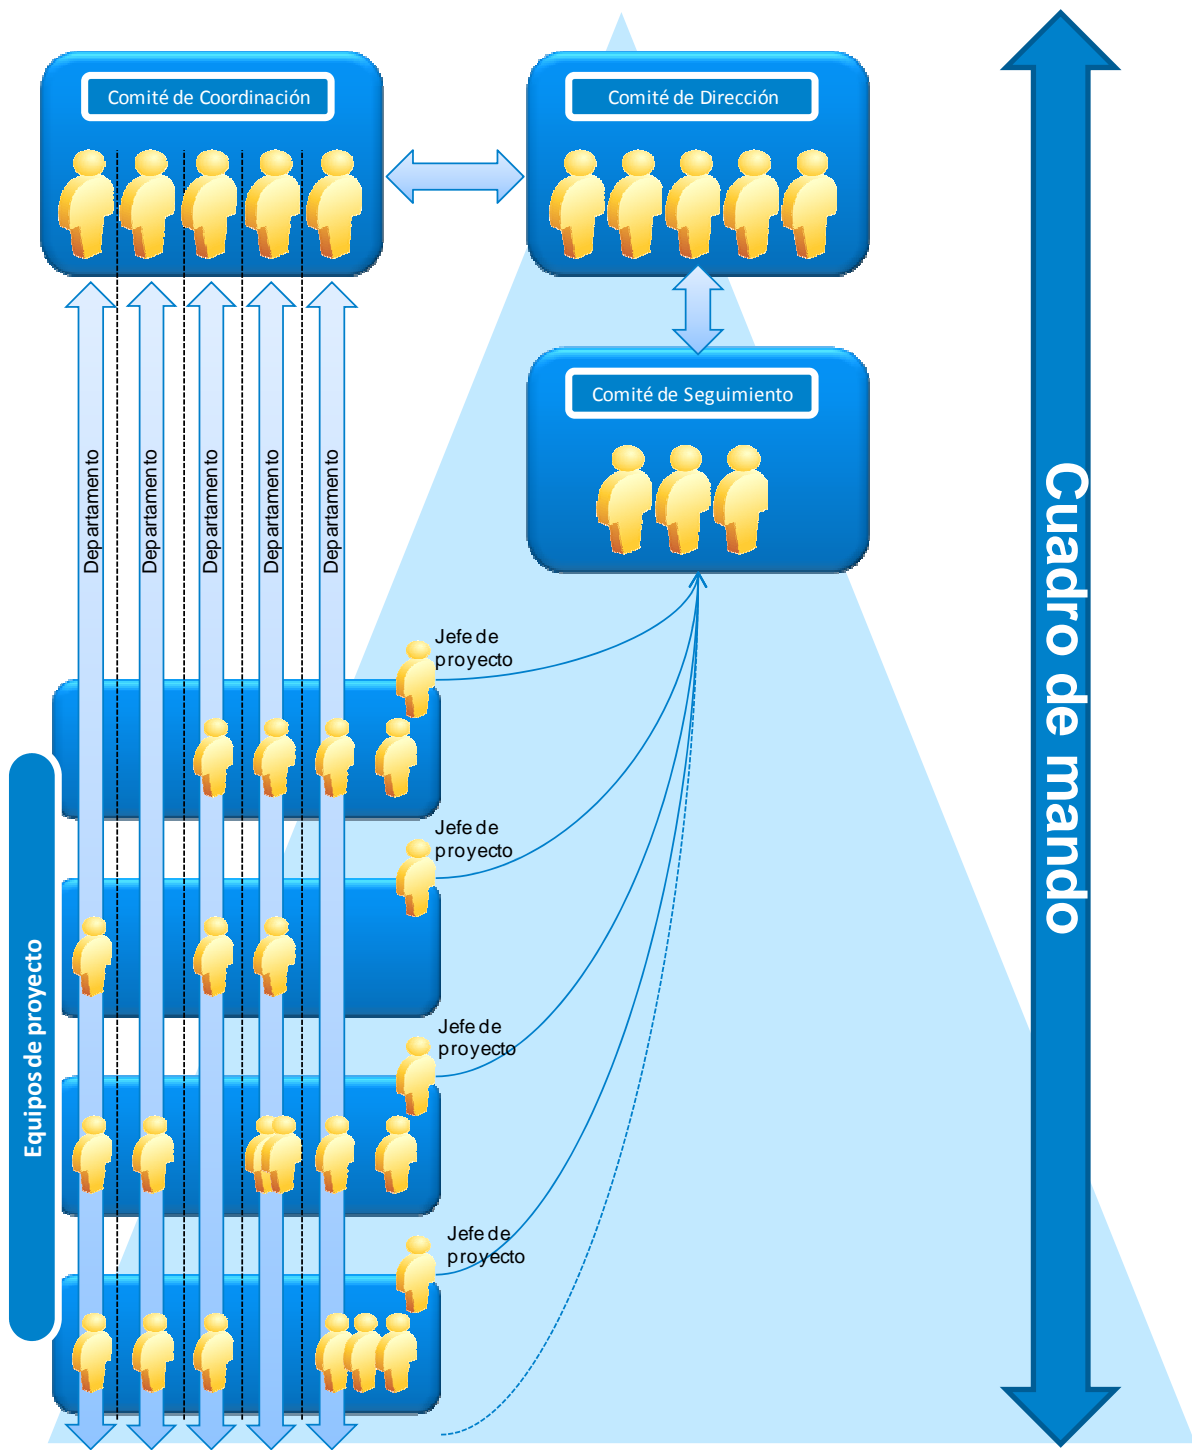 Comité de Coordinación
Comité de Dirección
Comité de Seguimiento
Departamento
Departamento
Departamento
Departamento
Departamento
Cuadro de mando
Jefe de
proyecto
Jefe de
proyecto
Jefe de
proyecto
Jefe de
proyecto
Equipos de proyecto